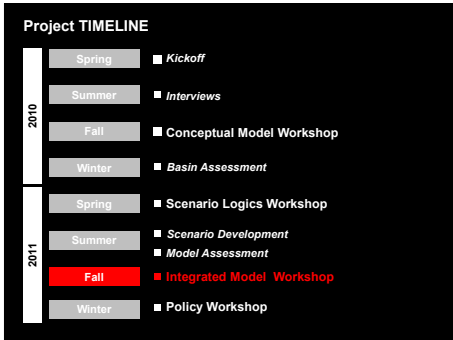 Project TIMELINE
2010
Spring
Kickoff
Summer
Interviews
Fall
Conceptual Model Workshop
Winter
Basin Assessment
2011
Spring
Scenario Logics Workshop
Summer
Scenario Development
Model Assessment
Fall
Integrated Model Workshop
Winter
Policy Workshop